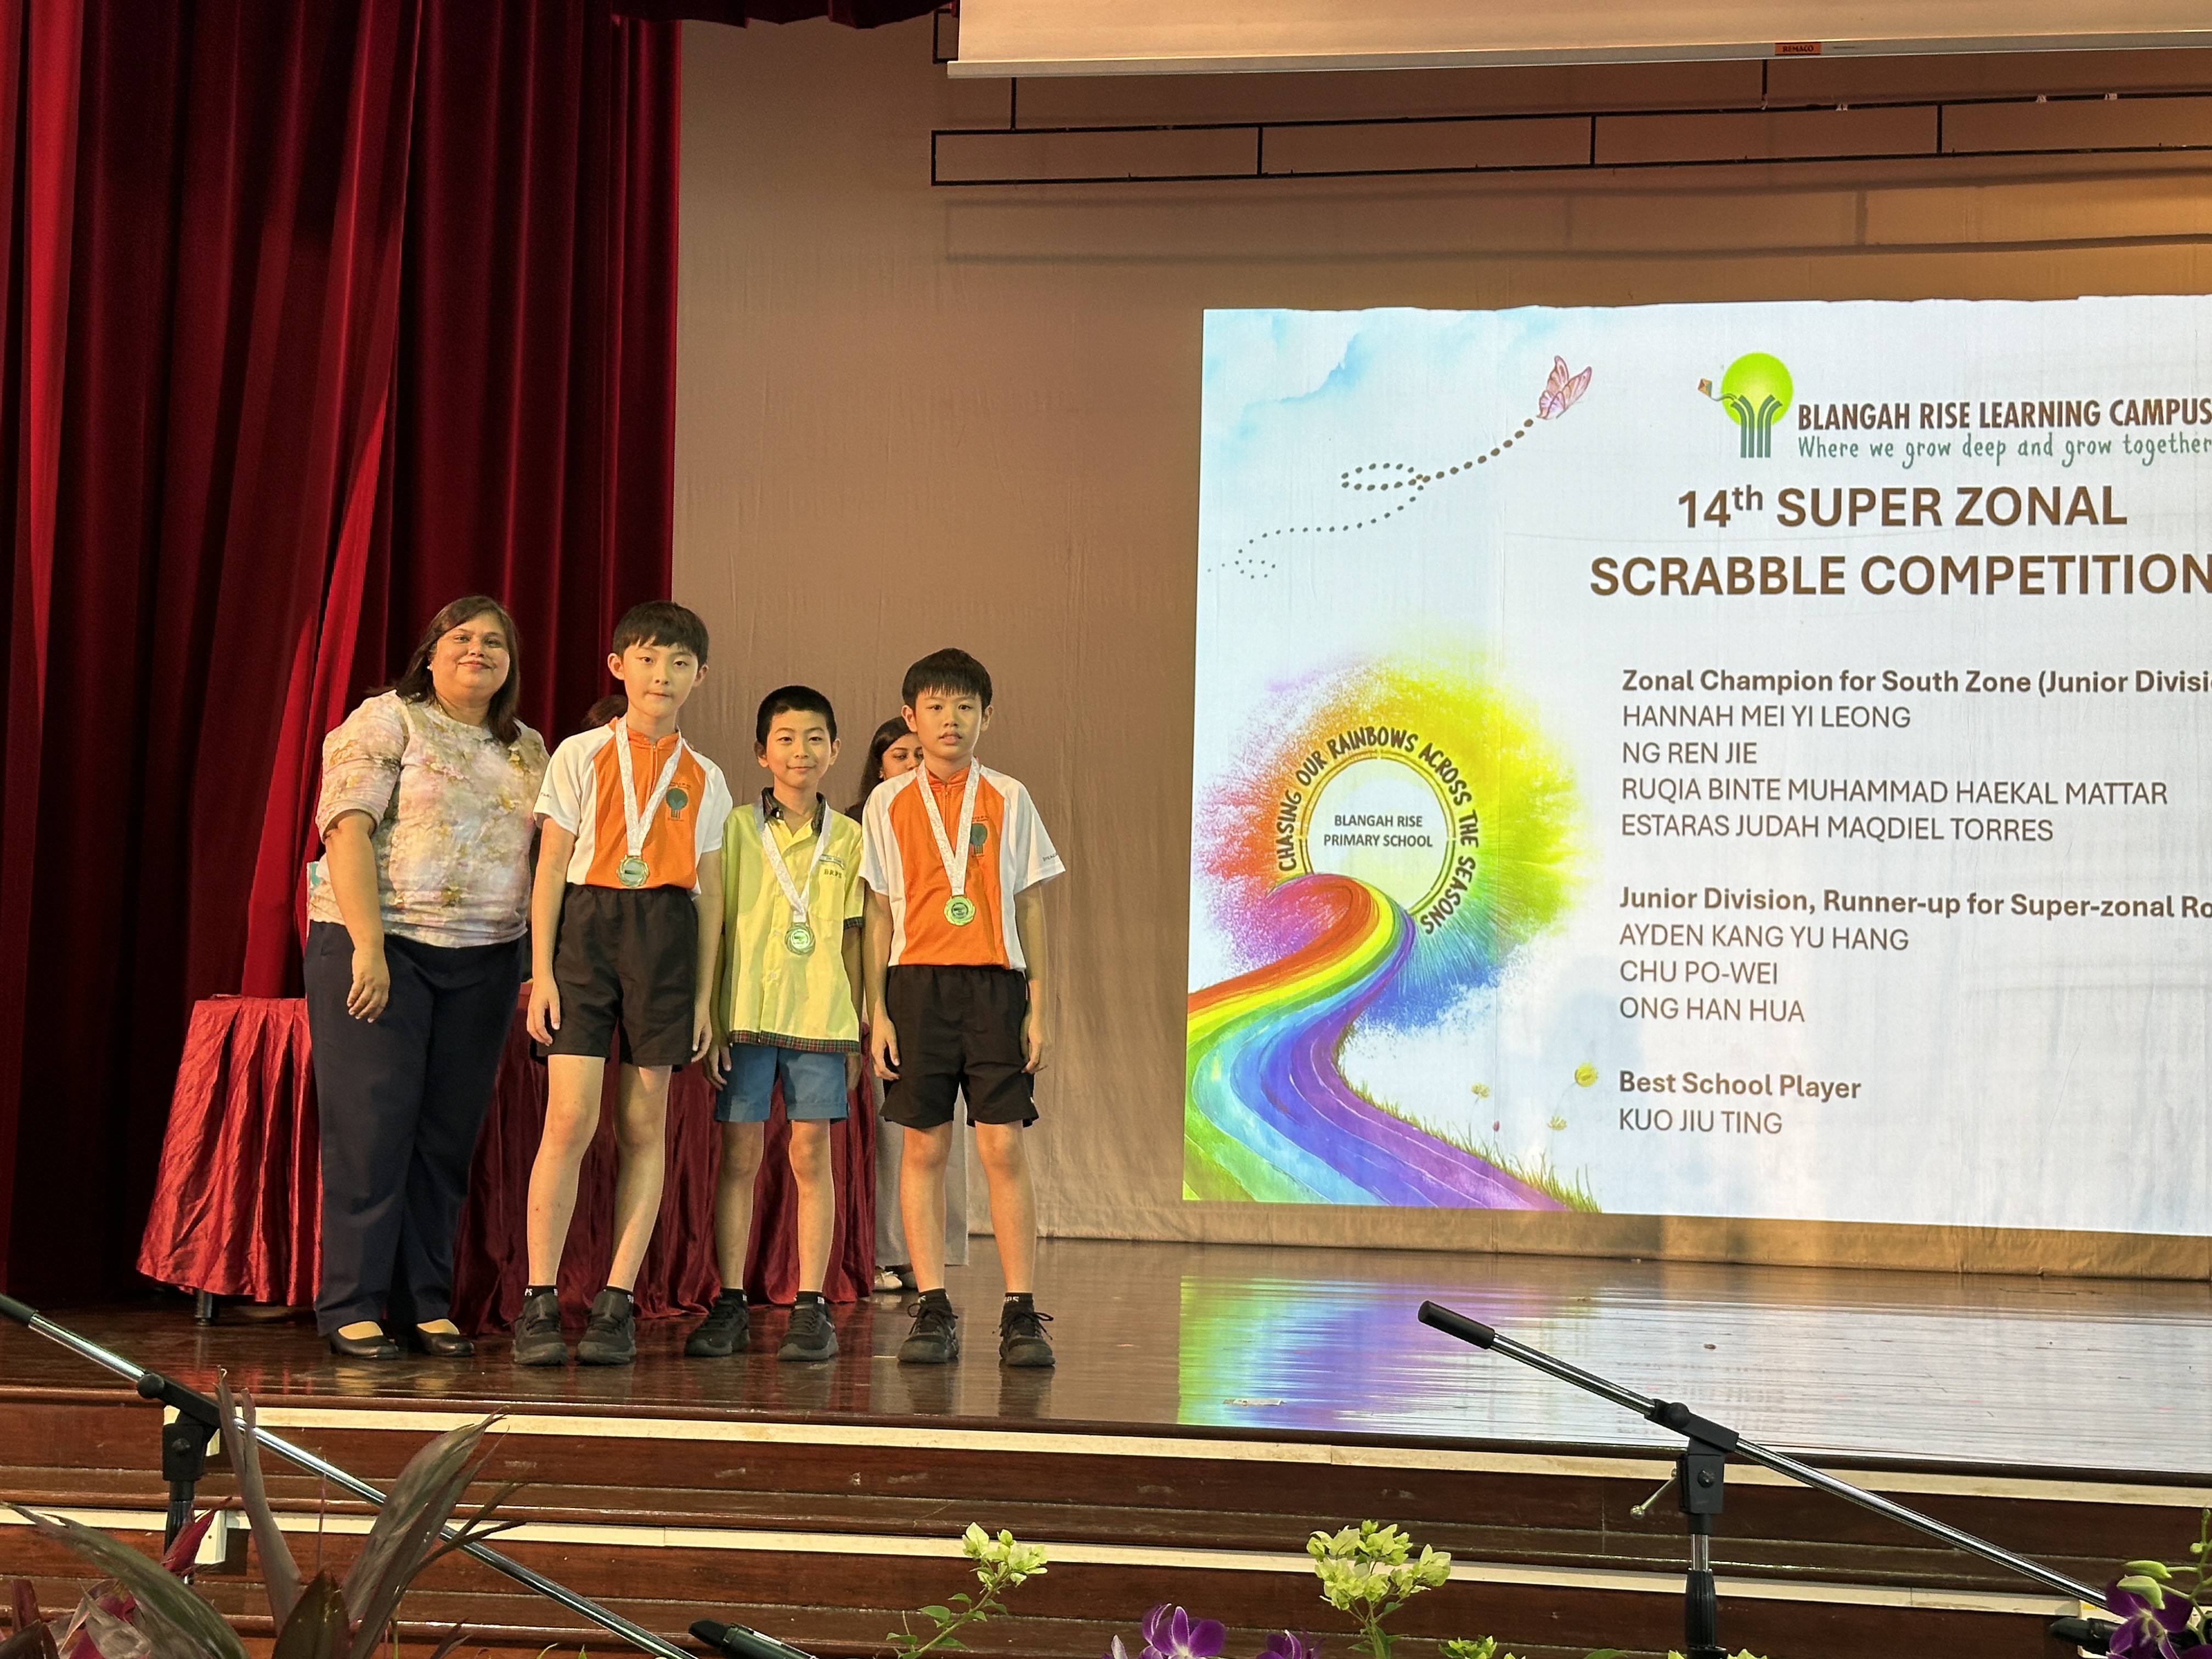 REMACO
BLANGAH RISE LEARNING CAMPUS
Where we grow deep and grow together
14th SUPER ZONAL
SCRABBLE COMPETITION
Zonal Champion for South Zone (Junior Divisi
HANNAH MEI YI LEONG
NG REN JIE
RUQIA BINTE MUHAMMAD HAEKAL MATTAR
ESTARAS JUDAH MAQDIEL TORRES
Junior Division, Runner-up for Super-zonal Ro
AYDEN KANG YU HANG
CHU PO-WEI
ONG HAN HUA
Best School Player
KUO JIU TING
CHASING OUR RAINBOWS ACROSS THE SEASONS
BLANGAH RISE
PRIMARY SCHOOL
B.R.P.S